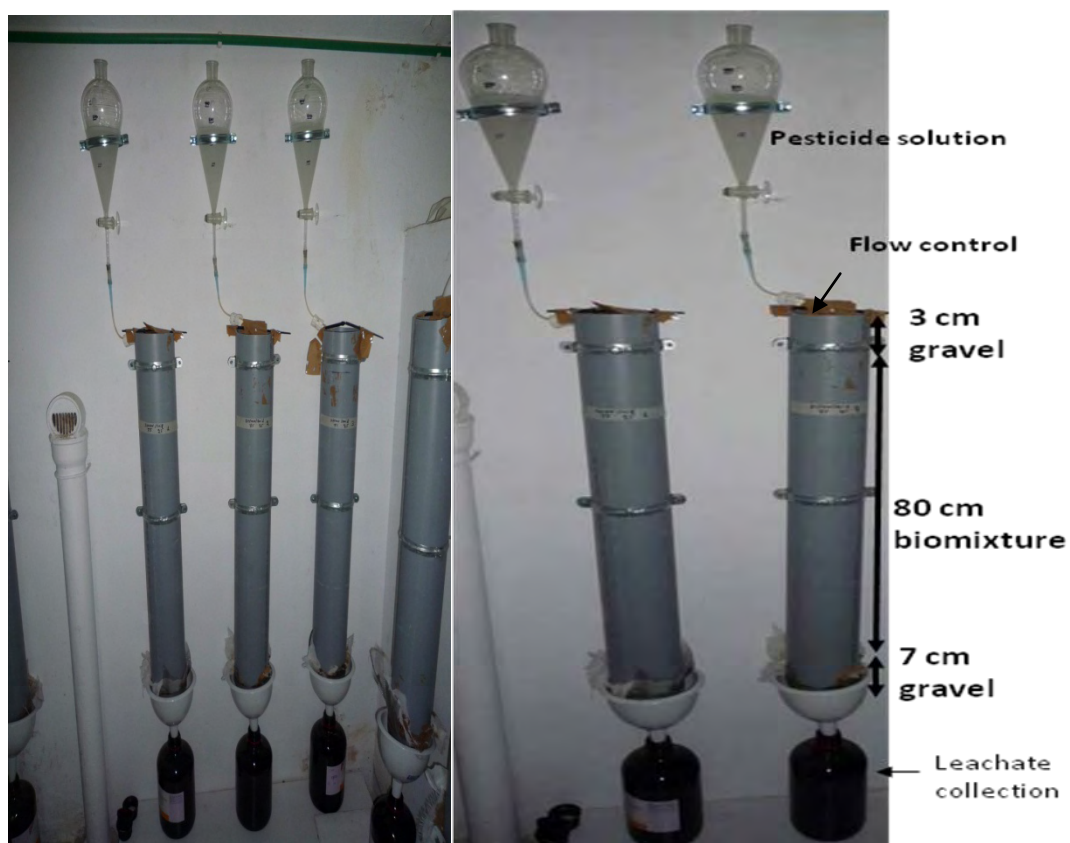 Pesticide solution
Flow control
3 cm
gravel
80 cm
biomixture
7 cm
gravel
Leachate
collection